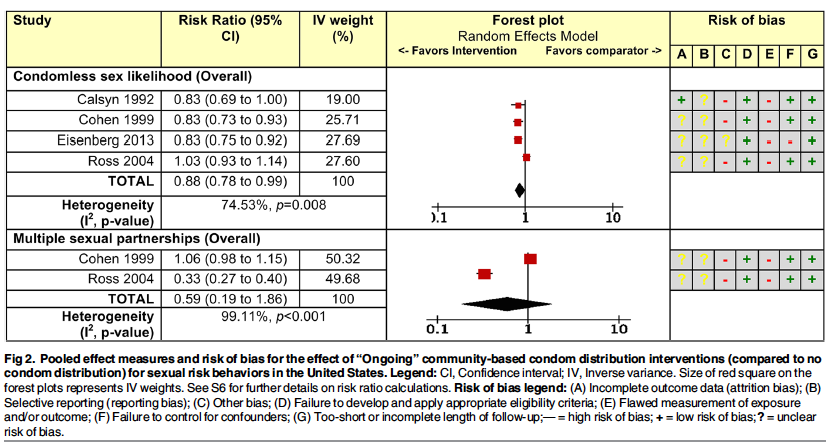 Study Risk Ratio (95% CI) IV weight (%) Forest plot Risk of bias
Random Effects Model
<- Favors Intervention Favors comparator -> A B C D E F G
Condomless sex likelihood (Overall)
Calsyn 1992 0.83 (0.69 to 1.00) 19.00 + ? - + - + +
Cohen 1999 0.83 (0.73 to 0.93) 25.71 ? ? - + - + +
Eisenberg 2013 0.83 (0.75 to 0.92) 27.69 ? ? ? + - - +
Ross 2004 1.03 (0.93 to 1.14) 27.60 ? ? - + - + +
TOTAL 0.88 (0.78 to 0.99) 100
Heterogeneity (I², p-value) 74.53%, p=0.008
0.1 1 10
Multiple sexual partnerships (Overall)
Cohen 1999 1.06 (0.98 to 1.15) 50.32 ? ? - + - + +
Ross 2004 0.33 (0.27 to 0.40) 49.68 ? ? - + - + +
TOTAL 0.59 (0.19 to 1.86) 100
Heterogeneity (I², p-value) 99.11%, p<0.001
0.1 1 10
Fig 2. Pooled effect measures and risk of bias for the effect of “Ongoing” community-based condom distribution interventions (compared to no
condom distribution) for sexual risk behaviors in the United States. Legend: CI, Confidence interval; IV, Inverse variance. Size of red square on the
forest plots represents IV weights. See S6 for further details on risk ratio calculations. Risk of bias legend: (A) Incomplete outcome data (attrition bias); (B)
Selective reporting (reporting bias); (C) Other bias; (D) Failure to develop and apply appropriate eligibility criteria; (E) Flawed measurement of exposure
and/or outcome; (F) Failure to control for confounders; (G) Too-short or incomplete length of follow-up;— = high risk of bias; + = low risk of bias; ? = unclear
risk of bias.